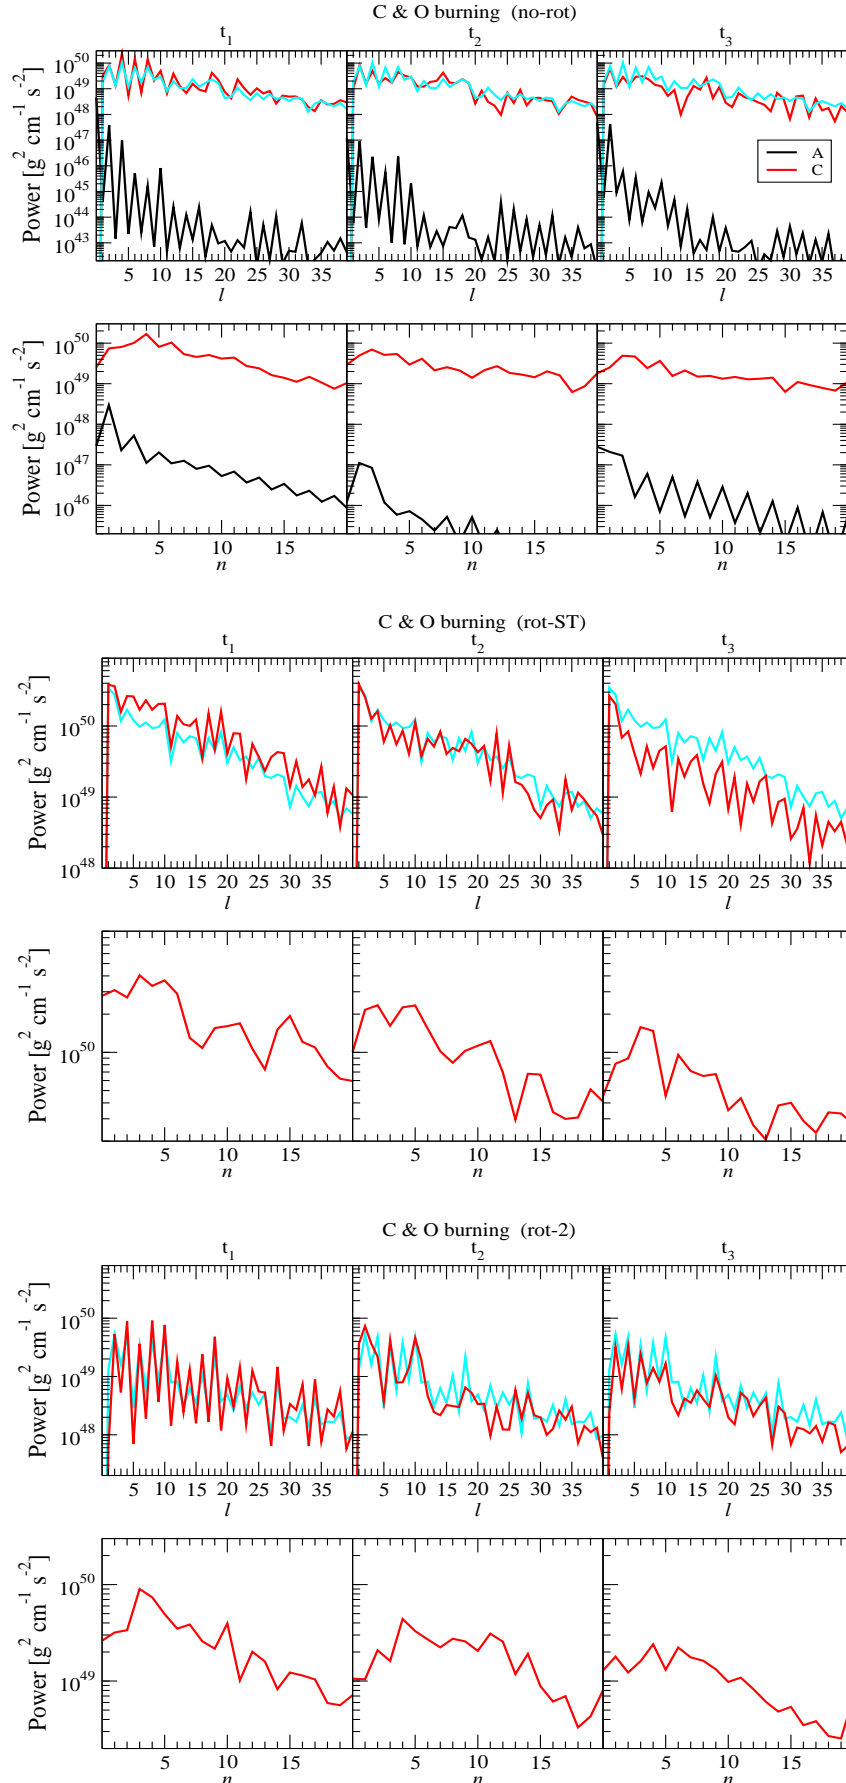 C & O burning (no-rot)
t1 t2 t3
Power [g2 cm-1 s-2]
10^50
10^49
10^48
10^47
10^46
10^45
10^44
10^43
A
C
5 10 15 20 25 30 35 5 10 15 20 25 30 35 5 10 15 20 25 30 35
l l l
Power [g2 cm-1 s-2]
10^50
10^49
10^48
10^47
10^46
5 10 15 5 10 15 5 10 15
n n n
C & O burning (rot-ST)
t1 t2 t3
Power [g2 cm-1 s-2]
10^50
10^49
10^48
5 10 15 20 25 30 35 5 10 15 20 25 30 35 5 10 15 20 25 30 35
l l l
Power [g2 cm-1 s-2]
10^50
5 10 15 5 10 15 5 10 15
n n n
C & O burning (rot-2)
t1 t2 t3
Power [g2 cm-1 s-2]
10^50
10^49
10^48
5 10 15 20 25 30 35 5 10 15 20 25 30 35 5 10 15 20 25 30 35
l l l
Power [g2 cm-1 s-2]
10^50
10^49
5 10 15 5 10 15 5 10 15
n n n